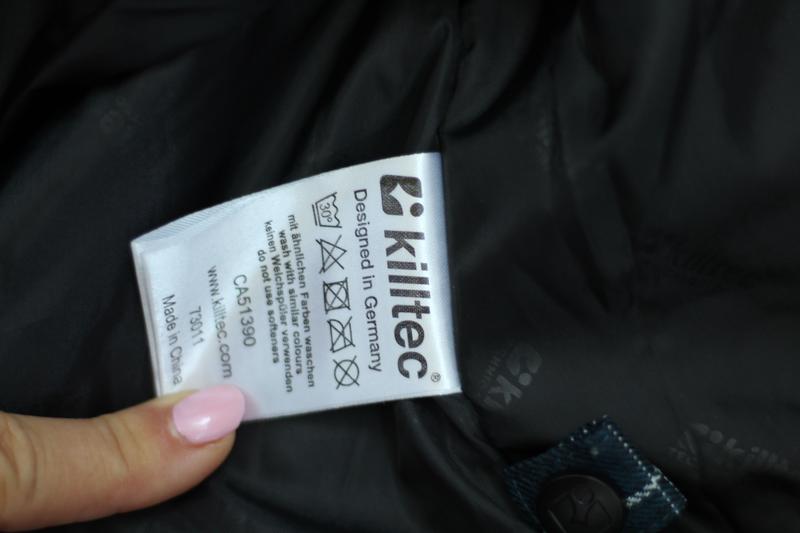 killtec®
Designed in Germany
30°
mit ähnlichen Farben waschen
wash with similar colours
keinen Weichspüler verwenden
do not use softeners
CA51390
www.killtec.com
73011
Made in China